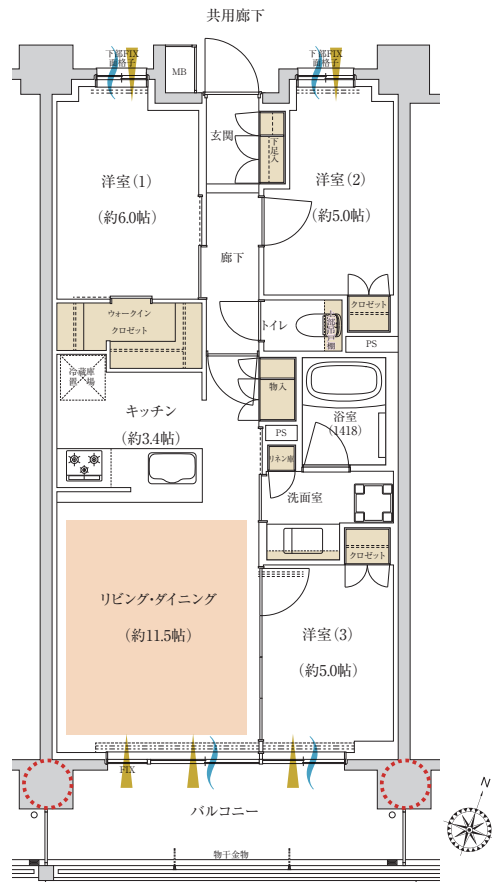 共用廊下
下部FIX
面格子
MB
下部FIX
面格子
玄関
下足入
洋室(1)
(約6.0帖)
洋室(2)
(約5.0帖)
廊下
ウォークイン
クロゼット
トイレ
上部吊戸棚
クロゼット
PS
冷蔵庫
置場
物入
キッチン
(約3.4帖)
浴室
(1418)
PS
リネン庫
洗面室
クロゼット
リビング・ダイニング
(約11.5帖)
洋室(3)
(約5.0帖)
FIX
バルコニー
N
物干金物